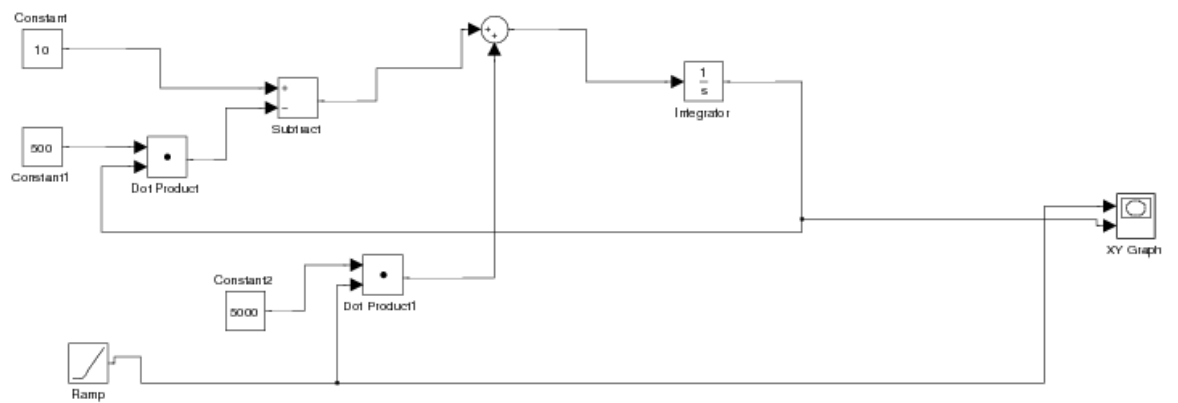 Constant
10
+
−
Subtract
+
+
1
s
Integrator
500
Constant1
Dot Product
XY Graph
Constant2
5000
Dot Product1
Ramp